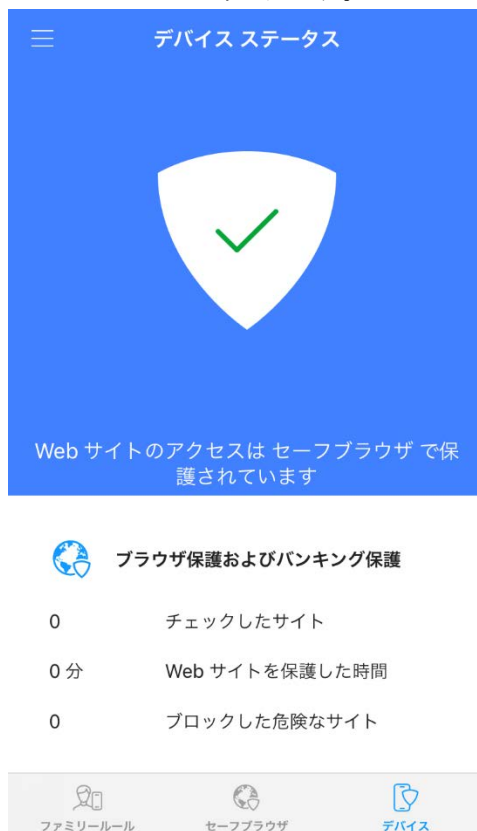 デバイス ステータス
Web サイトのアクセスは セーフブラウザ で保
護されています
ブラウザ保護およびバンキング保護
0 チェックしたサイト
0 分 Web サイトを保護した時間
0 ブロックした危険なサイト
ファミリールール セーフブラウザ デバイス